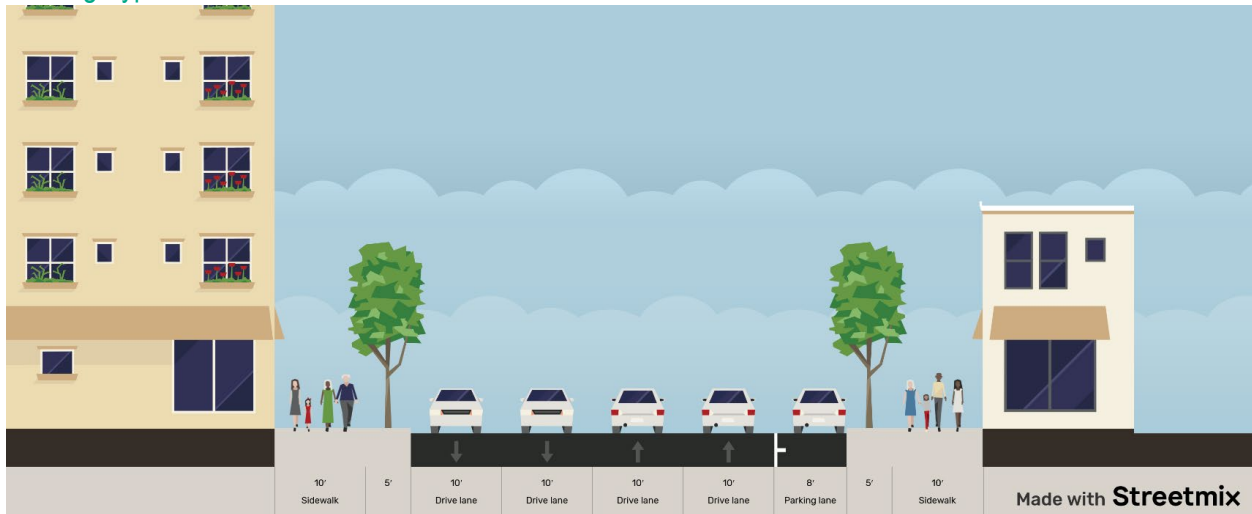 10' 5' 10' 10' 10' 10' 8' 5' 10'
Sidewalk Drive lane Drive lane Drive lane Drive lane Parking lane Sidewalk
Made with Streetmix